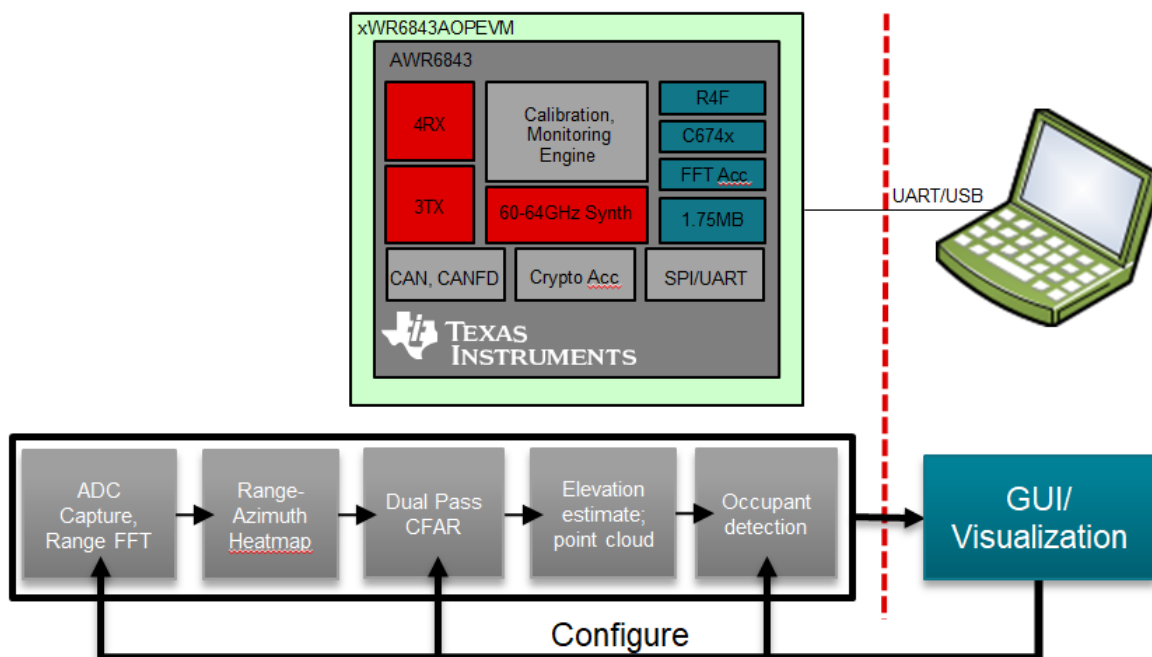 xWR6843AOPEVM
AWR6843
4RX
Calibration,
Monitoring
Engine
R4F
C674x
FFT Acc
3TX
60-64GHz Synth
1.75MB
CAN, CANFD
Crypto Acc
SPI/UART
TEXAS
INSTRUMENTS
UART/USB
ADC
Capture,
Range FFT
Range-
Azimuth
Heatmap
Dual Pass
CFAR
Elevation
estimate;
point cloud
Occupant
detection
GUI/
Visualization
Configure